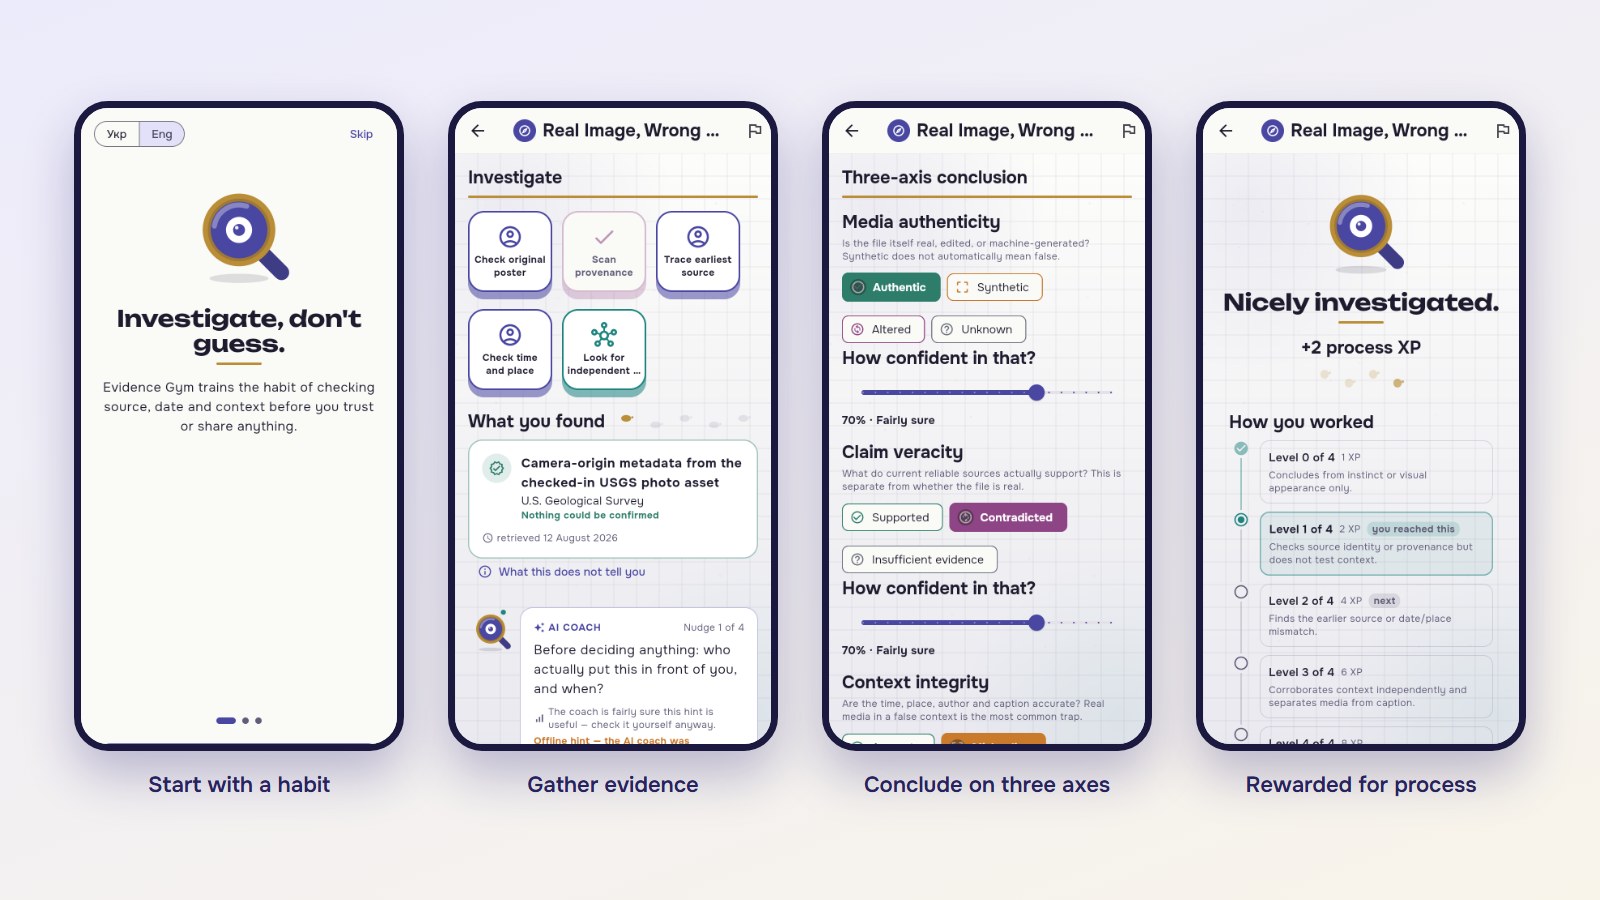 Укр
Eng
Skip
Investigate, don't
guess.
Evidence Gym trains the habit of checking
source, date and context before you trust
or share anything.
Start with a habit
Real Image, Wrong ...
Investigate
Check original
poster
Scan
provenance
Trace earliest
source
Check time
and place
Look for
independent ...
What you found
Camera-origin metadata from the
checked-in USGS photo asset
U.S. Geological Survey
Nothing could be confirmed
retrieved 12 August 2026
What this does not tell you
AI COACH
Nudge 1 of 4
Before deciding anything: who
actually put this in front of you,
and when?
The coach is fairly sure this hint is
useful — check it yourself anyway.
Offline hint — the AI coach was
Gather evidence
Real Image, Wrong ...
Three-axis conclusion
Media authenticity
Is the file itself real, edited, or machine-generated?
Synthetic does not automatically mean false.
Authentic
Synthetic
Altered
Unknown
How confident in that?
70% · Fairly sure
Claim veracity
What do current reliable sources actually support? This is
separate from whether the file is real.
Supported
Contradicted
Insufficient evidence
How confident in that?
70% · Fairly sure
Context integrity
Are the time, place, author and caption accurate? Real
media in a false context is the most common trap.
Conclude on three axes
Real Image, Wrong ...
Nicely investigated.
+2 process XP
How you worked
Level 0 of 4 1 XP
Concludes from instinct or visual
appearance only.
Level 1 of 4 2 XP you reached this
Checks source identity or provenance but
does not test context.
Level 2 of 4 4 XP next
Finds the earlier source or date/place
mismatch.
Level 3 of 4 6 XP
Corroborates context independently and
separates media from caption.
Level 4 of 4 8 XP
Rewarded for process